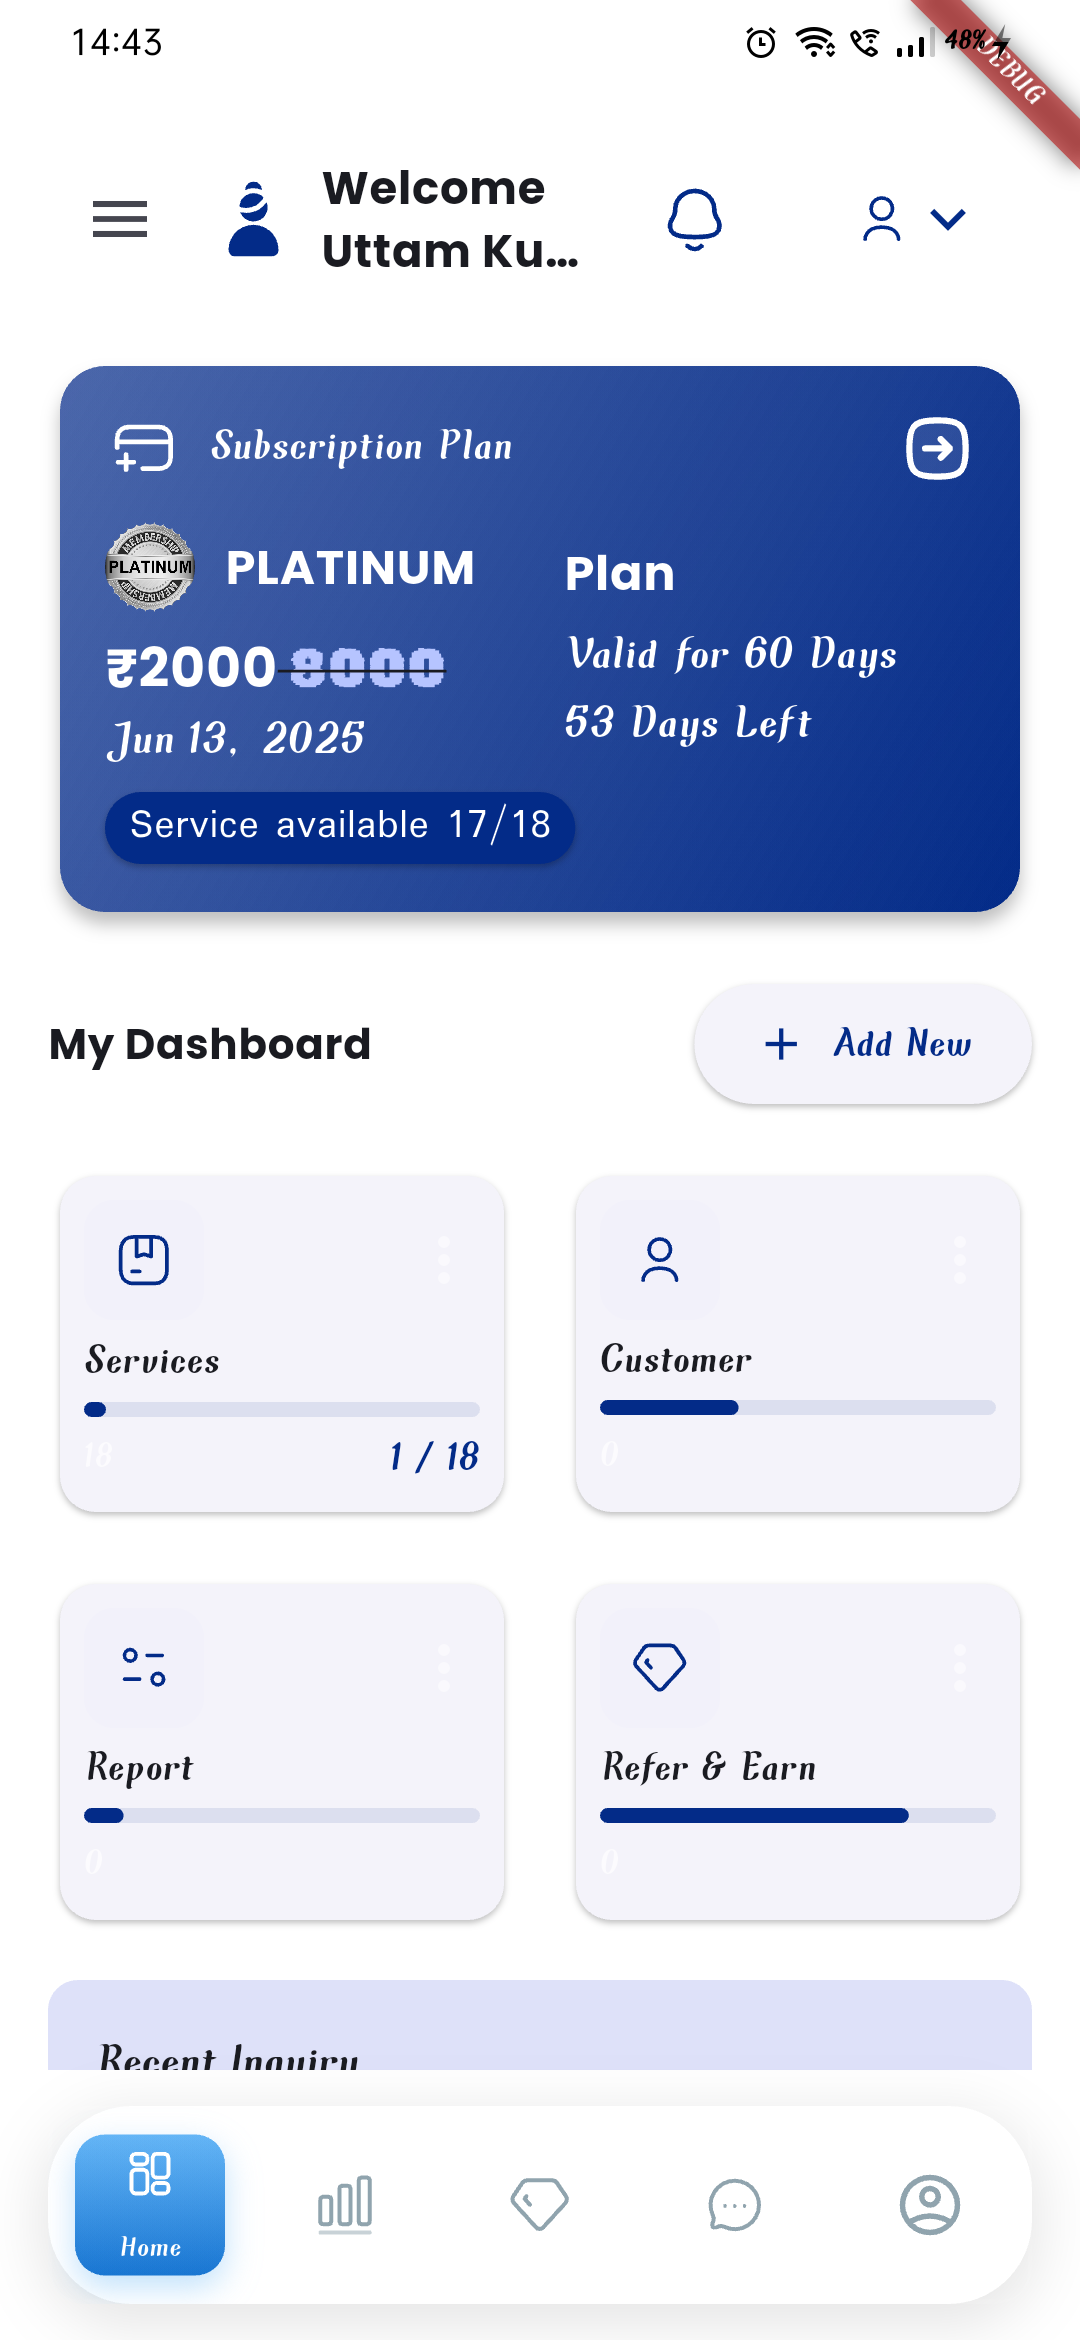 14:43
48%
DEBUG
Welcome
Uttam Ku...
Subscription Plan
MEMBERSHIP
PLATINUM
MEMBERSHIP
PLATINUM
Plan
₹2000 8000
Valid for 60 Days
Jun 13, 2025
53 Days Left
Service available 17/18
My Dashboard
+ Add New
Services
18
1 / 18
Customer
0
Report
0
Refer & Earn
0
Recent Inquiry
Home